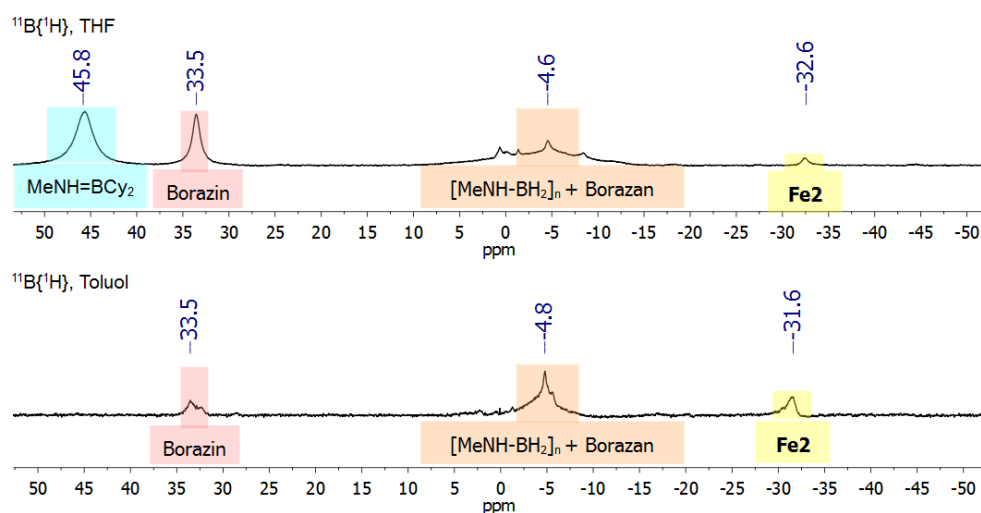 ¹¹B{¹H}, THF
—45.8
—33.5
—-4.6
—-32.6
MeNH=BCy₂
Borazin
[MeNH-BH₂]ₙ + Borazan
Fe2
50 45 40 35 30 25 20 15 10 5 0 -5 -10 -15 -20 -25 -30 -35 -40 -45 -50
ppm
¹¹B{¹H}, Toluol
—33.5
—-4.8
—-31.6
Borazin
[MeNH-BH₂]ₙ + Borazan
Fe2
50 45 40 35 30 25 20 15 10 5 0 -5 -10 -15 -20 -25 -30 -35 -40 -45 -50
ppm